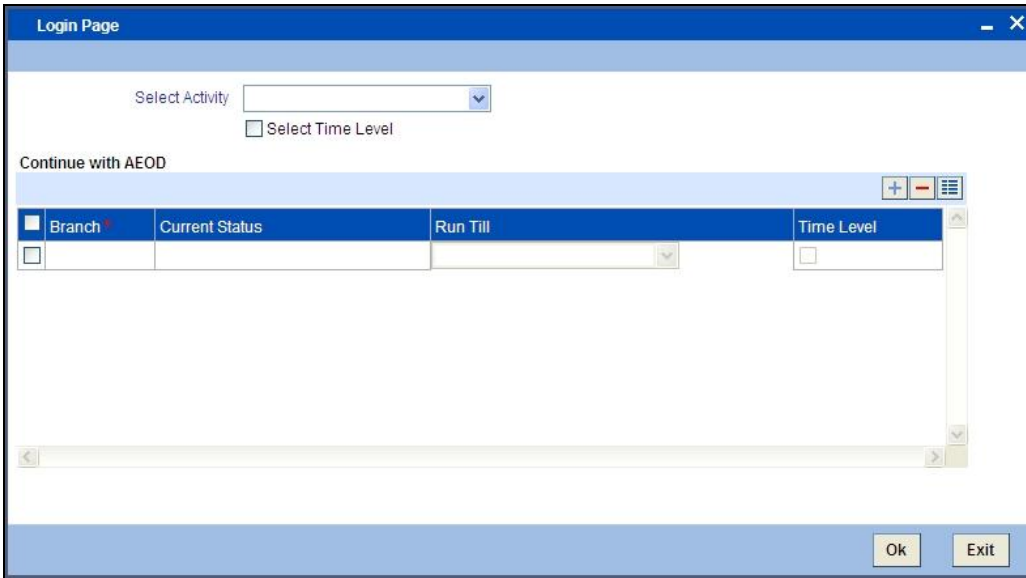 Login Page
Select Activity
Select Time Level
Continue with AEOD
Branch * Current Status Run Till Time Level
Ok Exit